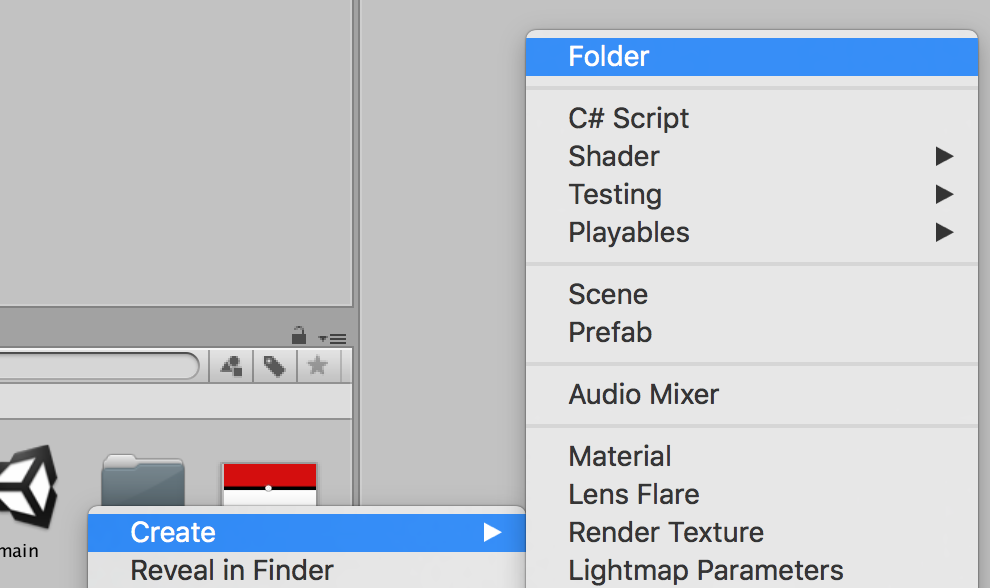 Folder
C# Script
Shader
Testing
Playables
Scene
Prefab
Audio Mixer
Material
Lens Flare
Render Texture
Lightmap Parameters
main
Create
Reveal in Finder